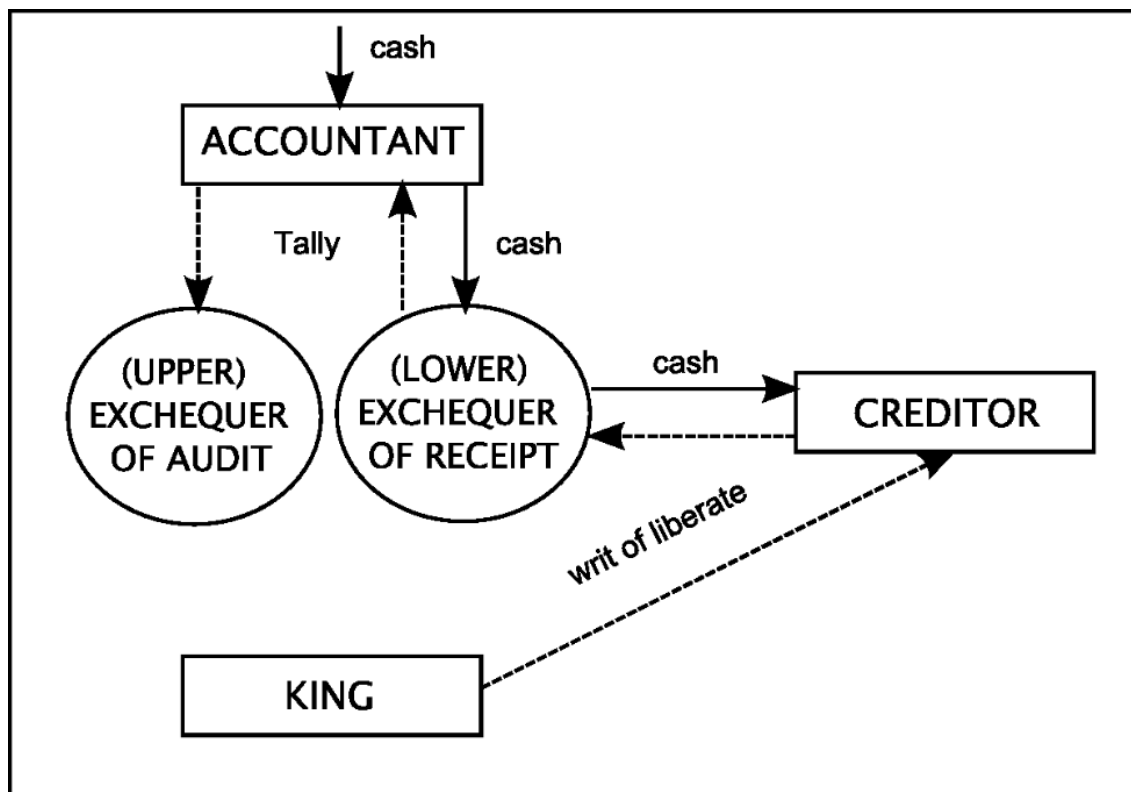 cash
ACCOUNTANT
Tally
cash
(UPPER)
EXCHEQUER
OF AUDIT
(LOWER)
EXCHEQUER
OF RECEIPT
cash
CREDITOR
writ of liberate
KING